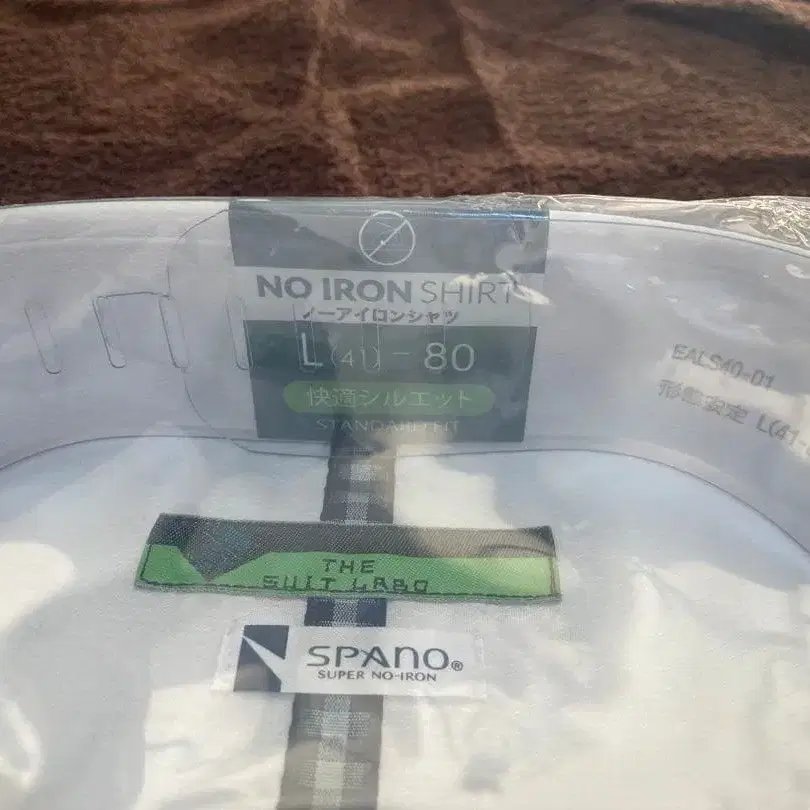 NO IRON SHIRT
ノーアイロンシャツ
L(41)-80
快適シルエット
STANDARD FIT
EALS40-01
形態安定 L(41-
THE
SUIT LABO
SPANO®
SUPER NO-IRON